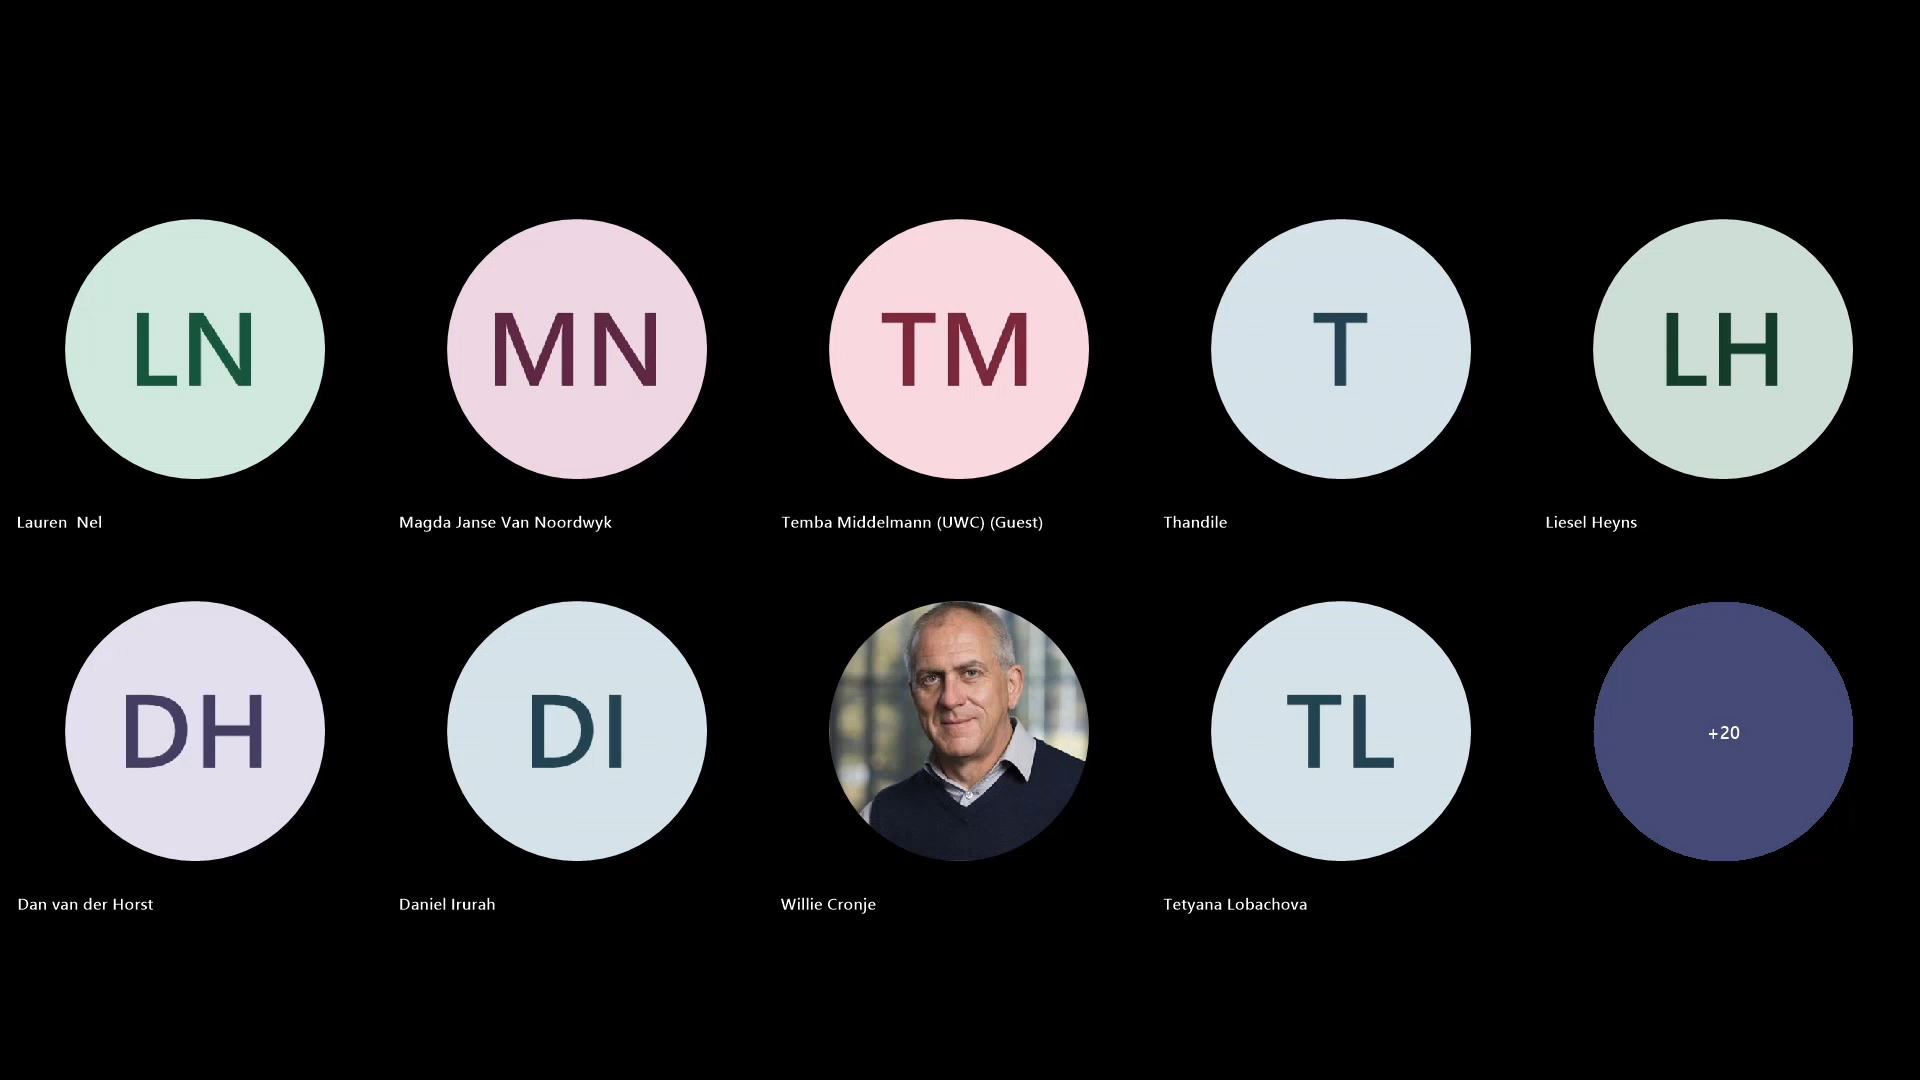 LN
MN
TM
T
LH
Lauren  Nel
Magda Janse Van Noordwyk
Temba Middelmann (UWC) (Guest)
Thandile
Liesel Heyns
DH
DI
TL
+20
Dan van der Horst
Daniel Irurah
Willie Cronje
Tetyana Lobachova